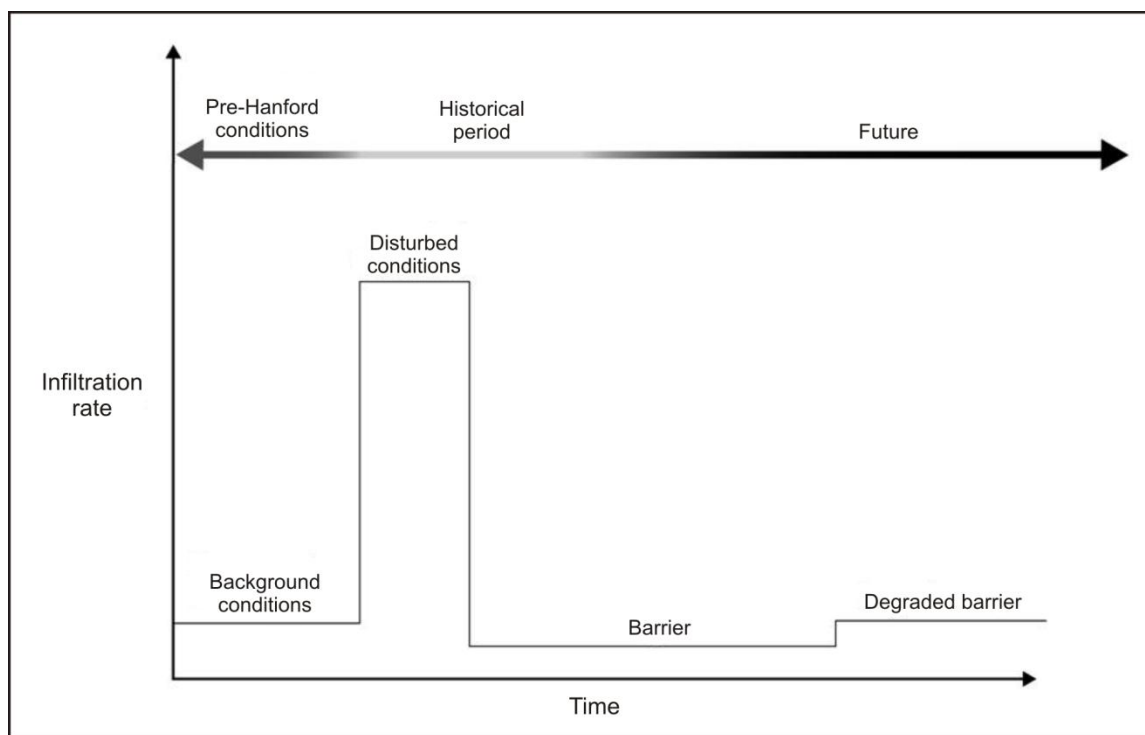 Pre-Hanford
conditions
Historical
period
Future
Disturbed
conditions
Infiltration
rate
Background
conditions
Barrier
Degraded barrier
Time